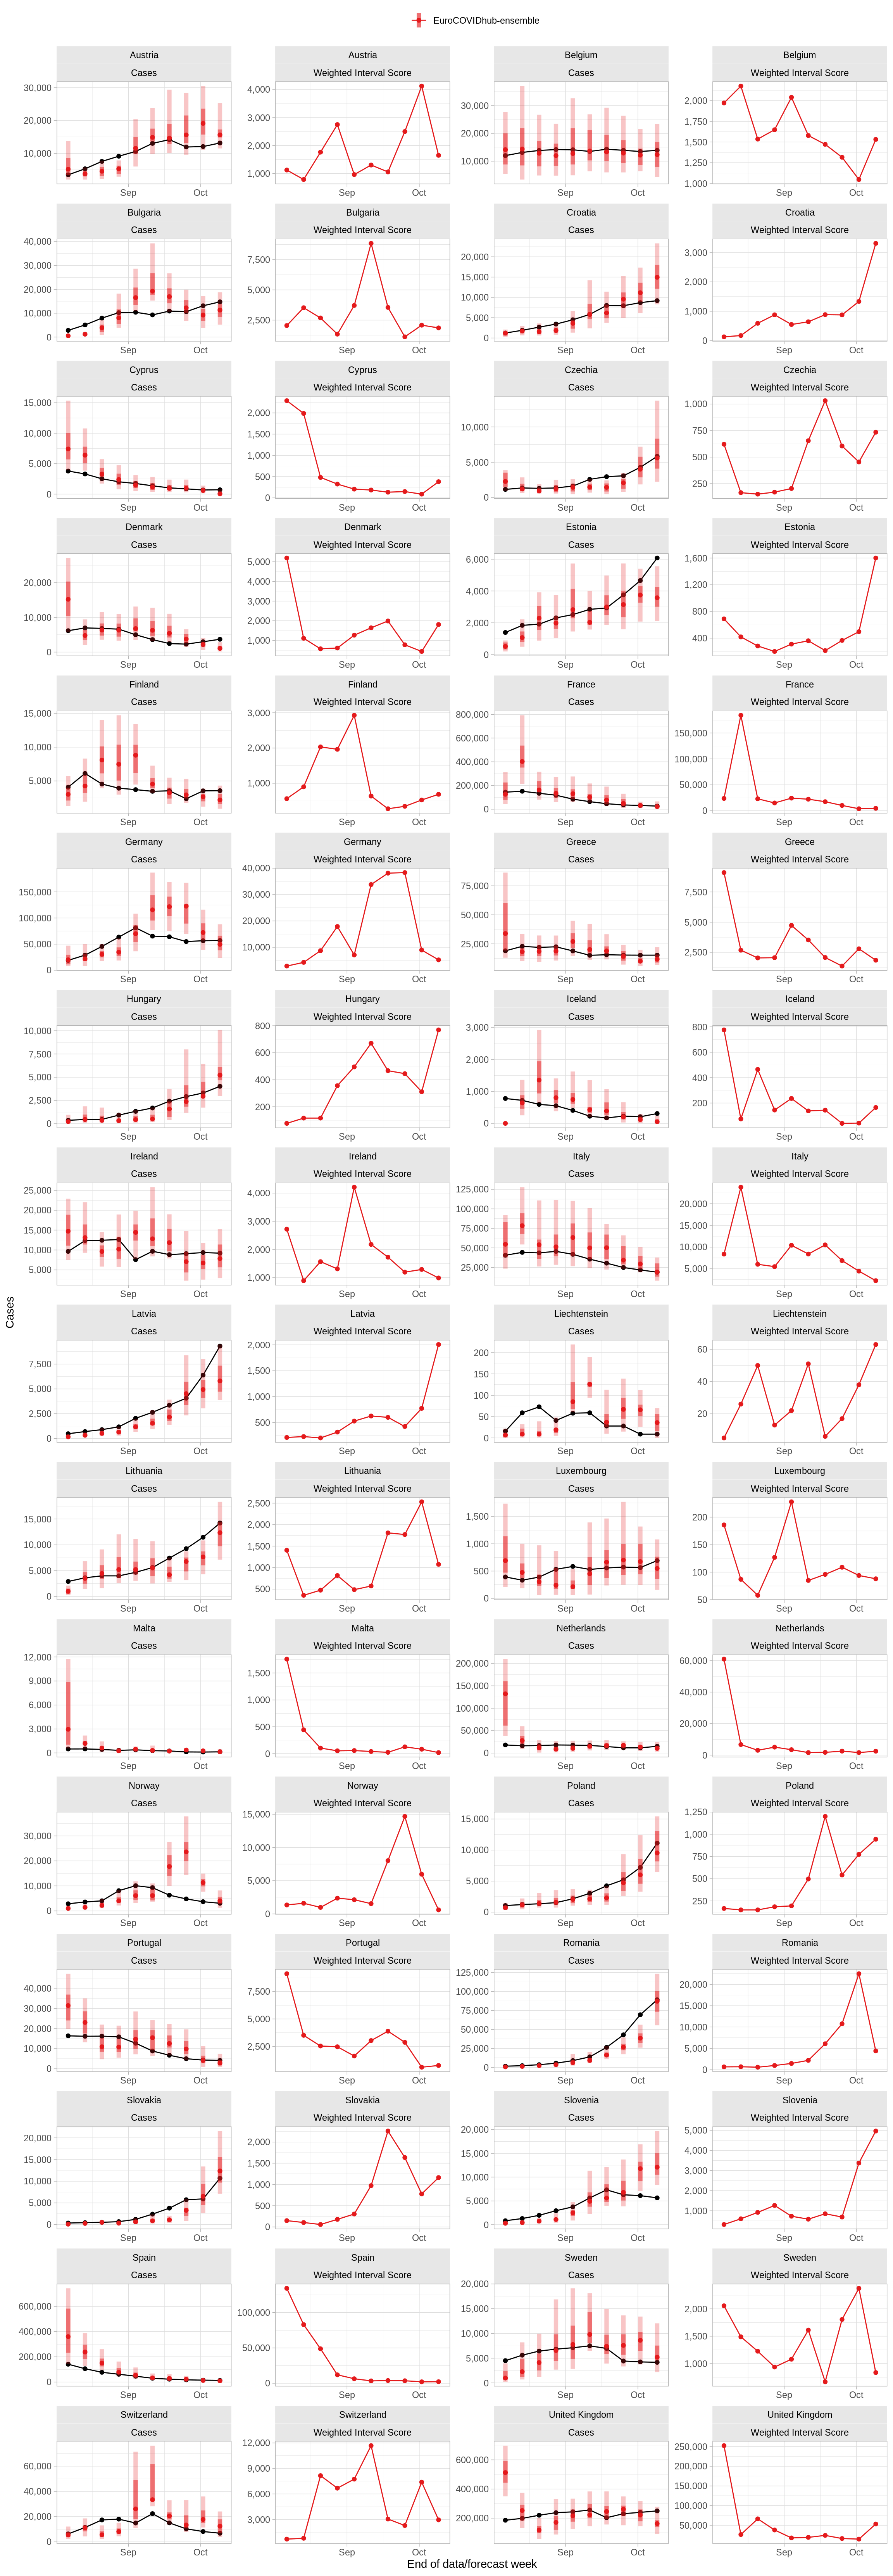 EuroCOVIDhub-ensemble
Austria Austria Belgium Belgium
Cases Weighted Interval Score Cases Weighted Interval Score
30,000 20,000 10,000
4,000 3,000 2,000 1,000
30,000 20,000 10,000
2,000 1,750 1,500 1,250 1,000
Sep Oct Sep Oct Sep Oct Sep Oct
Bulgaria Bulgaria Croatia Croatia
Cases Weighted Interval Score Cases Weighted Interval Score
40,000 30,000 20,000 10,000 0
7,500 5,000 2,500
20,000 15,000 10,000 5,000 0
3,000 2,000 1,000 0
Sep Oct Sep Oct Sep Oct Sep Oct
Cyprus Cyprus Czechia Czechia
Cases Weighted Interval Score Cases Weighted Interval Score
15,000 10,000 5,000 0
2,000 1,500 1,000 500 0
10,000 5,000 0
1,000 750 500 250
Sep Oct Sep Oct Sep Oct Sep Oct
Denmark Denmark Estonia Estonia
Cases Weighted Interval Score Cases Weighted Interval Score
20,000 10,000 0
5,000 4,000 3,000 2,000 1,000
6,000 4,000 2,000 0
1,600 1,200 800 400
Sep Oct Sep Oct Sep Oct Sep Oct
Finland Finland France France
Cases Weighted Interval Score Cases Weighted Interval Score
15,000 10,000 5,000
3,000 2,000 1,000
800,000 600,000 400,000 200,000 0
150,000 100,000 50,000 0
Sep Oct Sep Oct Sep Oct Sep Oct
Germany Germany Greece Greece
Cases Weighted Interval Score Cases Weighted Interval Score
150,000 100,000 50,000 0
40,000 30,000 20,000 10,000
75,000 50,000 25,000
7,500 5,000 2,500
Sep Oct Sep Oct Sep Oct Sep Oct
Hungary Hungary Iceland Iceland
Cases Weighted Interval Score Cases Weighted Interval Score
10,000 7,500 5,000 2,500 0
800 600 400 200
3,000 2,000 1,000 0
800 600 400 200
Sep Oct Sep Oct Sep Oct Sep Oct
Ireland Ireland Italy Italy
Cases Weighted Interval Score Cases Weighted Interval Score
25,000 20,000 15,000 10,000 5,000
4,000 3,000 2,000 1,000
125,000 100,000 75,000 50,000 25,000
20,000 15,000 10,000 5,000
Sep Oct Sep Oct Sep Oct Sep Oct
Cases
Latvia Latvia Liechtenstein Liechtenstein
Cases Weighted Interval Score Cases Weighted Interval Score
7,500 5,000 2,500 0
2,000 1,500 1,000 500
200 150 100 50 0
60 40 20
Sep Oct Sep Oct Sep Oct Sep Oct
Lithuania Lithuania Luxembourg Luxembourg
Cases Weighted Interval Score Cases Weighted Interval Score
15,000 10,000 5,000 0
2,500 2,000 1,500 1,000 500
1,500 1,000 500 0
200 150 100 50
Sep Oct Sep Oct Sep Oct Sep Oct
Malta Malta Netherlands Netherlands
Cases Weighted Interval Score Cases Weighted Interval Score
12,000 9,000 6,000 3,000 0
1,500 1,000 500 0
200,000 150,000 100,000 50,000 0
60,000 40,000 20,000 0
Sep Oct Sep Oct Sep Oct Sep Oct
Norway Norway Poland Poland
Cases Weighted Interval Score Cases Weighted Interval Score
30,000 20,000 10,000 0
15,000 10,000 5,000 0
15,000 10,000 5,000 0
1,250 1,000 750 500 250
Sep Oct Sep Oct Sep Oct Sep Oct
Portugal Portugal Romania Romania
Cases Weighted Interval Score Cases Weighted Interval Score
40,000 30,000 20,000 10,000 0
7,500 5,000 2,500
125,000 100,000 75,000 50,000 25,000 0
20,000 15,000 10,000 5,000 0
Sep Oct Sep Oct Sep Oct Sep Oct
Slovakia Slovakia Slovenia Slovenia
Cases Weighted Interval Score Cases Weighted Interval Score
20,000 15,000 10,000 5,000 0
2,000 1,500 1,000 500 0
20,000 15,000 10,000 5,000 0
5,000 4,000 3,000 2,000 1,000
Sep Oct Sep Oct Sep Oct Sep Oct
Spain Spain Sweden Sweden
Cases Weighted Interval Score Cases Weighted Interval Score
600,000 400,000 200,000 0
100,000 50,000 0
20,000 15,000 10,000 5,000 0
2,000 1,500 1,000
Sep Oct Sep Oct Sep Oct Sep Oct
Switzerland Switzerland United Kingdom United Kingdom
Cases Weighted Interval Score Cases Weighted Interval Score
60,000 40,000 20,000 0
12,000 9,000 6,000 3,000
600,000 400,000 200,000
250,000 200,000 150,000 100,000 50,000
Sep Oct Sep Oct Sep Oct Sep Oct
End of data/forecast week